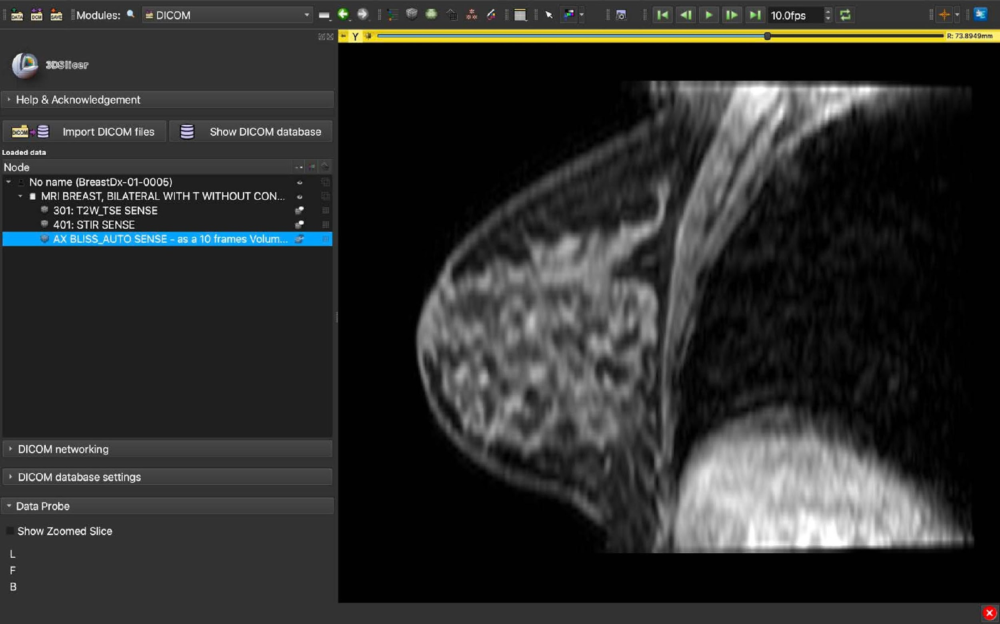 DATA DCM SAVE Modules: DICOM 10.0fps
Y R: 73.8949mm
3DSlicer
Help & Acknowledgement
DICOM Import DICOM files Show DICOM database
Loaded data
Node
No name (BreastDx-01-0005)
MRI BREAST, BILATERAL WITH T WITHOUT CON...
301: T2W_TSE SENSE
401: STIR SENSE
AX BLISS_AUTO SENSE - as a 10 frames Volum...
DICOM networking
DICOM database settings
Data Probe
Show Zoomed Slice
L
F
B